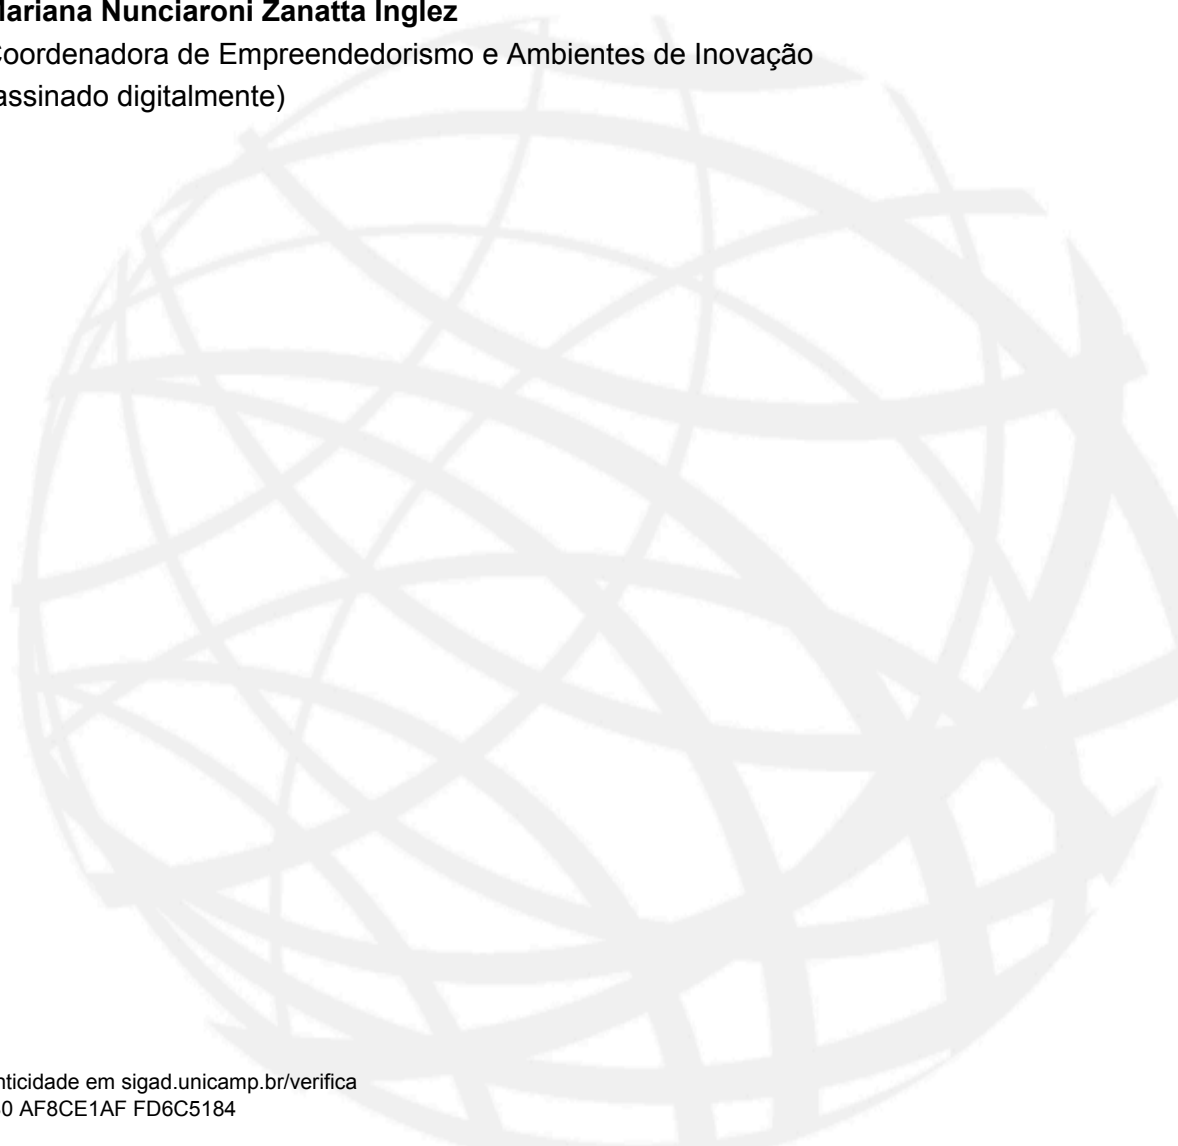 Mariana Nunciaroni Zanatta Inglez
Coordenadora de Empreendedorismo e Ambientes de Inovação
assinado digitalmente)
nticidade em sigad.unicamp.br/verifica
0 AF8CE1AF FD6C5184